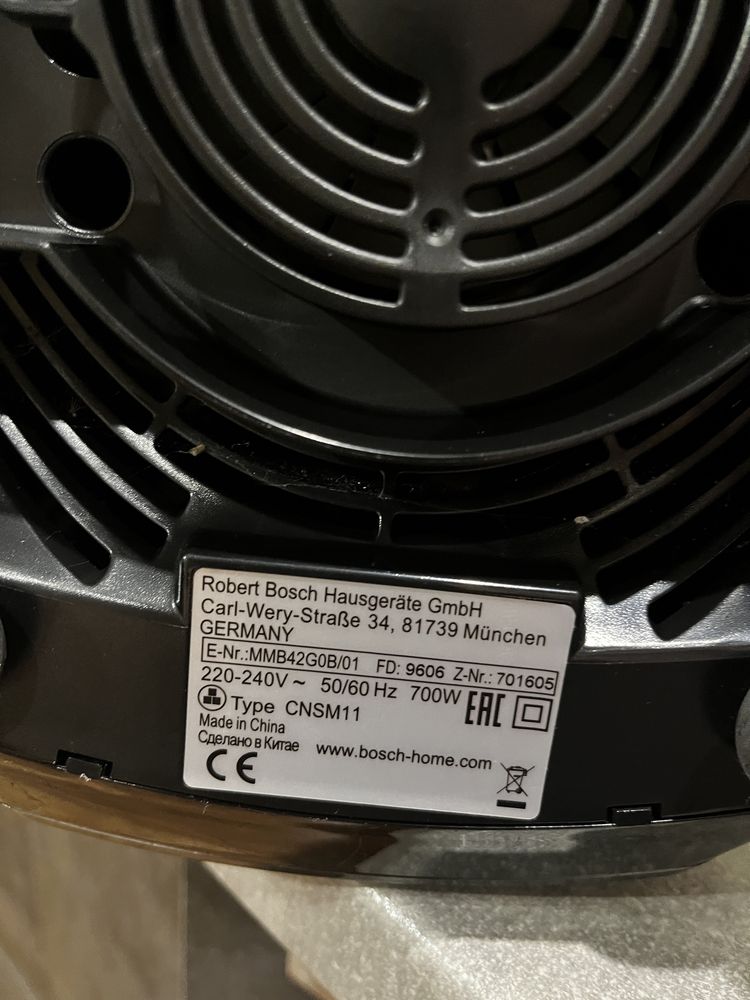 Robert Bosch Hausgeräte GmbH
Carl-Wery-Straße 34, 81739 München
GERMANY
E-Nr.:MMB42G0B/01 FD: 9606 Z-Nr.: 701605
220-240V ~ 50/60 Hz 700W
EAC
Type CNSM11
Made in China
Сделано в Китае www.bosch-home.com
CE